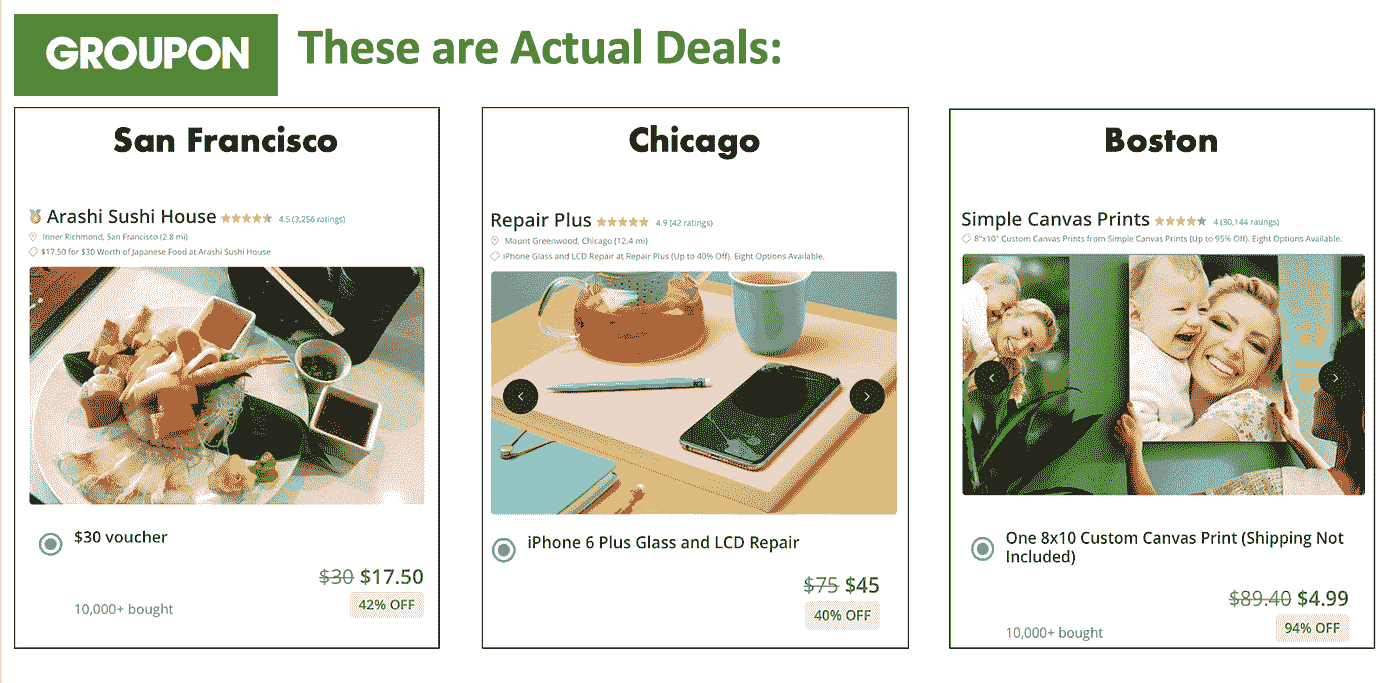 GROUPON These are Actual Deals:
San Francisco
Arashi Sushi House 4.5 (3,256 ratings)
Inner Richmond, San Francisco (2.8 mi)
$17.50 for $30 Worth of Japanese Food at Arashi Sushi House
$30 voucher
$30 $17.50
42% OFF
10,000+ bought
Chicago
Repair Plus 4.9 (42 ratings)
Mount Greenwood, Chicago (12.4 mi)
iPhone Glass and LCD Repair at Repair Plus (Up to 40% Off). Eight Options Available.
iPhone 6 Plus Glass and LCD Repair
$75 $45
40% OFF
Boston
Simple Canvas Prints 4 (30,144 ratings)
8"x10" Custom Canvas Prints from Simple Canvas Prints (Up to 95% Off). Eight Options Available.
One 8x10 Custom Canvas Print (Shipping Not
Included)
$89.40 $4.99
94% OFF
10,000+ bought